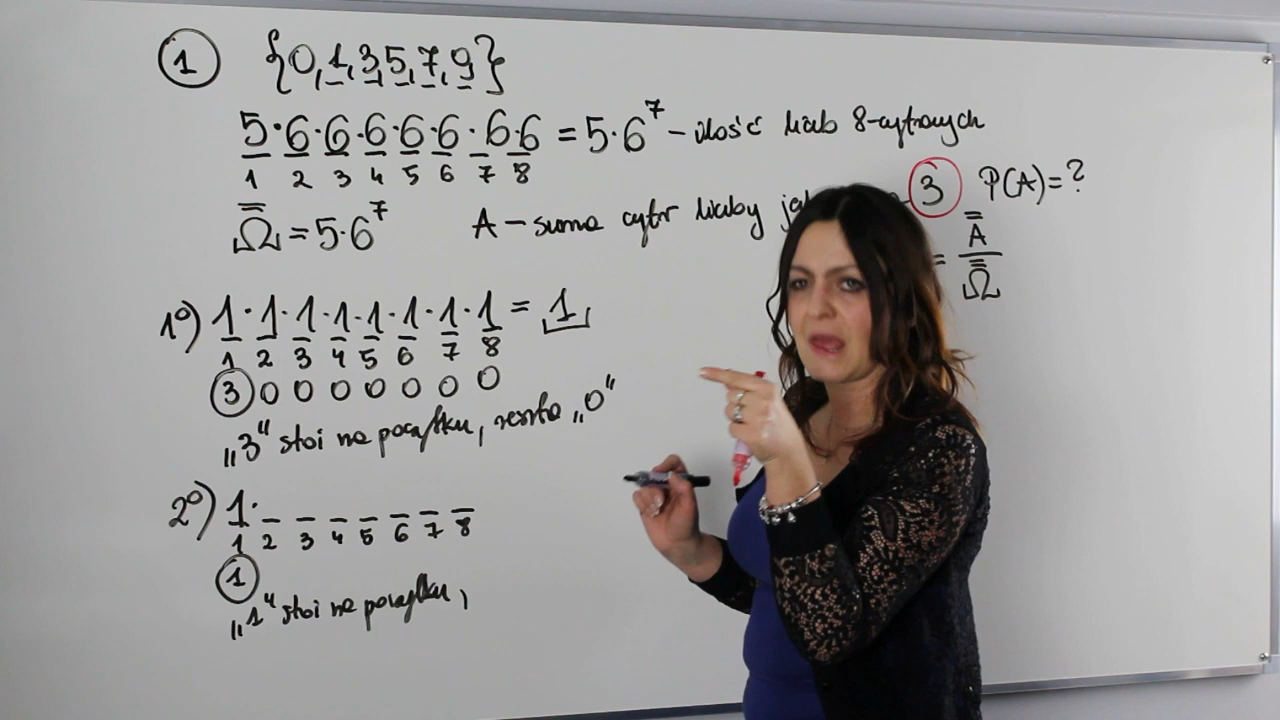 1 {0,1,3,5,7,9}
5·6·6·6·6·6·6·6 = 5·6⁷ – ilość liczb 8-cyfrowych
1 2 3 4 5 6 7 8
Ω = 5·6⁷ A – suma cyfr liczby 3 P(A)=?
= A/Ω
1⁰) 1·1·1·1·1·1·1·1 = 1
1 2 3 4 5 6 7 8
3 0 0 0 0 0 0 0
„3“ stoi na początku, reszta „0“
2⁰) 1· _ _ _ _ _ _ _
1 2 3 4 5 6 7 8
1
„1“ stoi na początku,